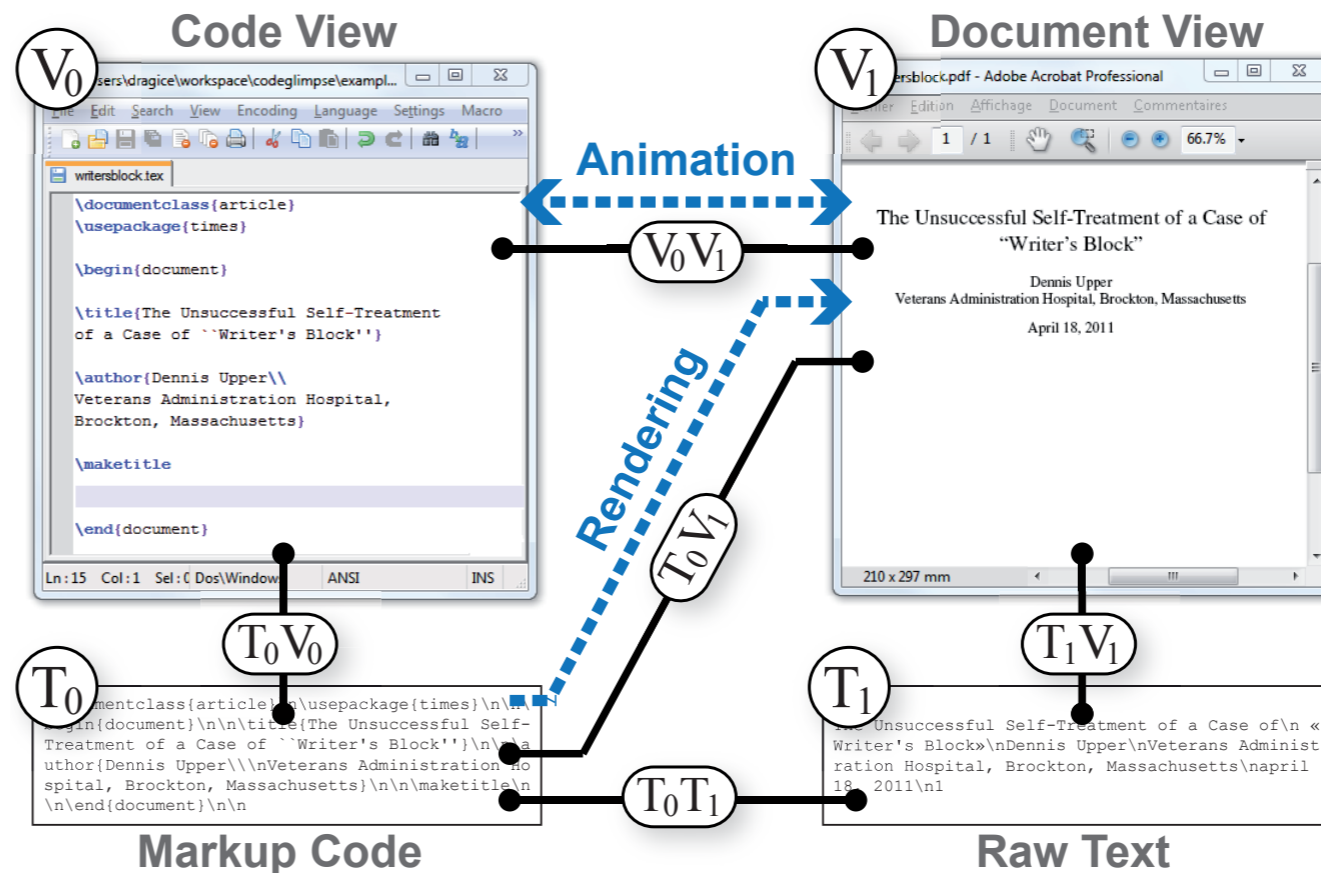 Code View
Document View
V0
V1
sers\dragice\workspace\codeglimpse\exampl...
ersblock.pdf - Adobe Acrobat Professional
File Edit Search View Encoding Language Settings Macro
Edition Affichage Document Commentaires
1 / 1 66.7%
writersblock.tex
\documentclass{article}
\usepackage{times}
\begin{document}
\title{The Unsuccessful Self-Treatment
of a Case of ``Writer's Block''}
\author{Dennis Upper\\
Veterans Administration Hospital,
Brockton, Massachusetts}
\maketitle
\end{document}
Ln : 15 Col : 1 Sel : 0 Dos\Windows ANSI INS
Animation
V0V1
Rendering
T0V1
The Unsuccessful Self-Treatment of a Case of
“Writer’s Block”
Dennis Upper
Veterans Administration Hospital, Brockton, Massachusetts
April 18, 2011
210 x 297 mm
T0V0
T1V1
T0
mentclass{article}\n\usepackage{times}\n\n\
begin{document}\n\n\title{The Unsuccessful Self-
Treatment of a Case of ``Writer's Block''}\n\n\a
uthor{Dennis Upper\\\nVeterans Administration Ho
spital, Brockton, Massachusetts}\n\n\maketitle\n
\n\end{document}\n\n
T0T1
T1
The Unsuccessful Self-Treatment of a Case of\n «
Writer's Block»\nDennis Upper\nVeterans Administ
ration Hospital, Brockton, Massachusetts\napril
18, 2011\n1
Markup Code
Raw Text